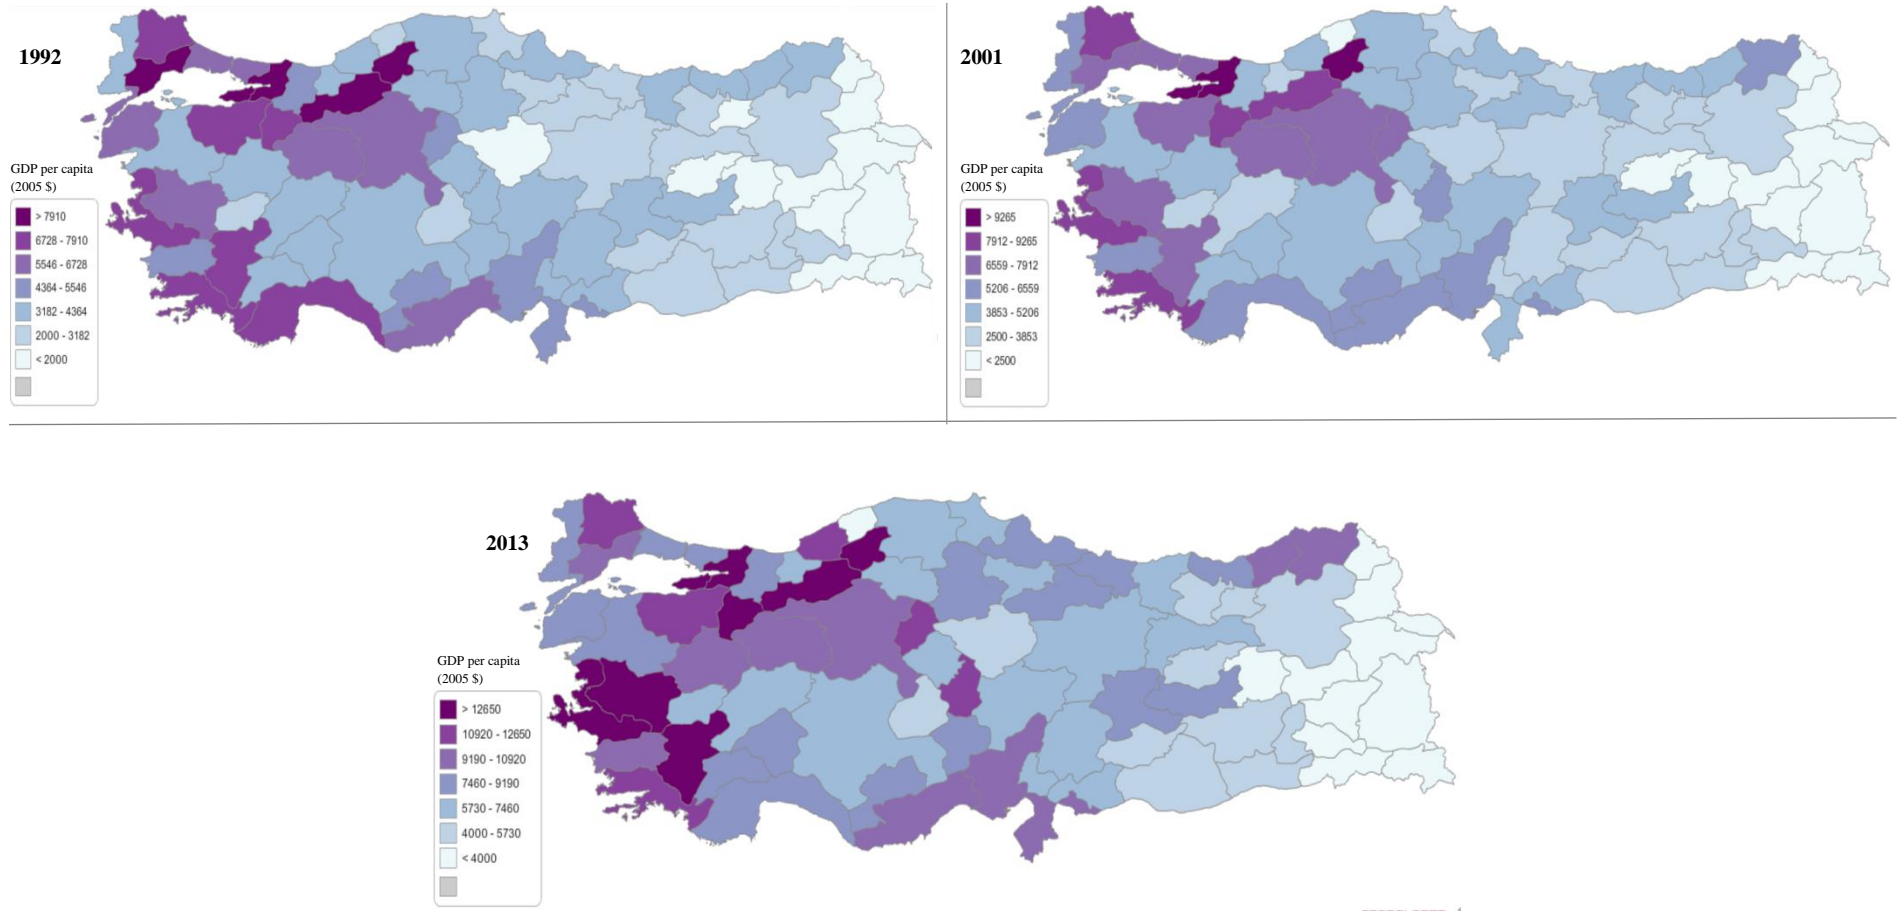 1992
GDP per capita
(2005 $)
> 7910
6728 - 7910
5546 - 6728
4364 - 5546
3182 - 4364
2000 - 3182
< 2000
2001
GDP per capita
(2005 $)
> 9265
7912 - 9265
6559 - 7912
5206 - 6559
3853 - 5206
2500 - 3853
< 2500
2013
GDP per capita
(2005 $)
> 12650
10920 - 12650
9190 - 10920
7460 - 9190
5730 - 7460
4000 - 5730
< 4000